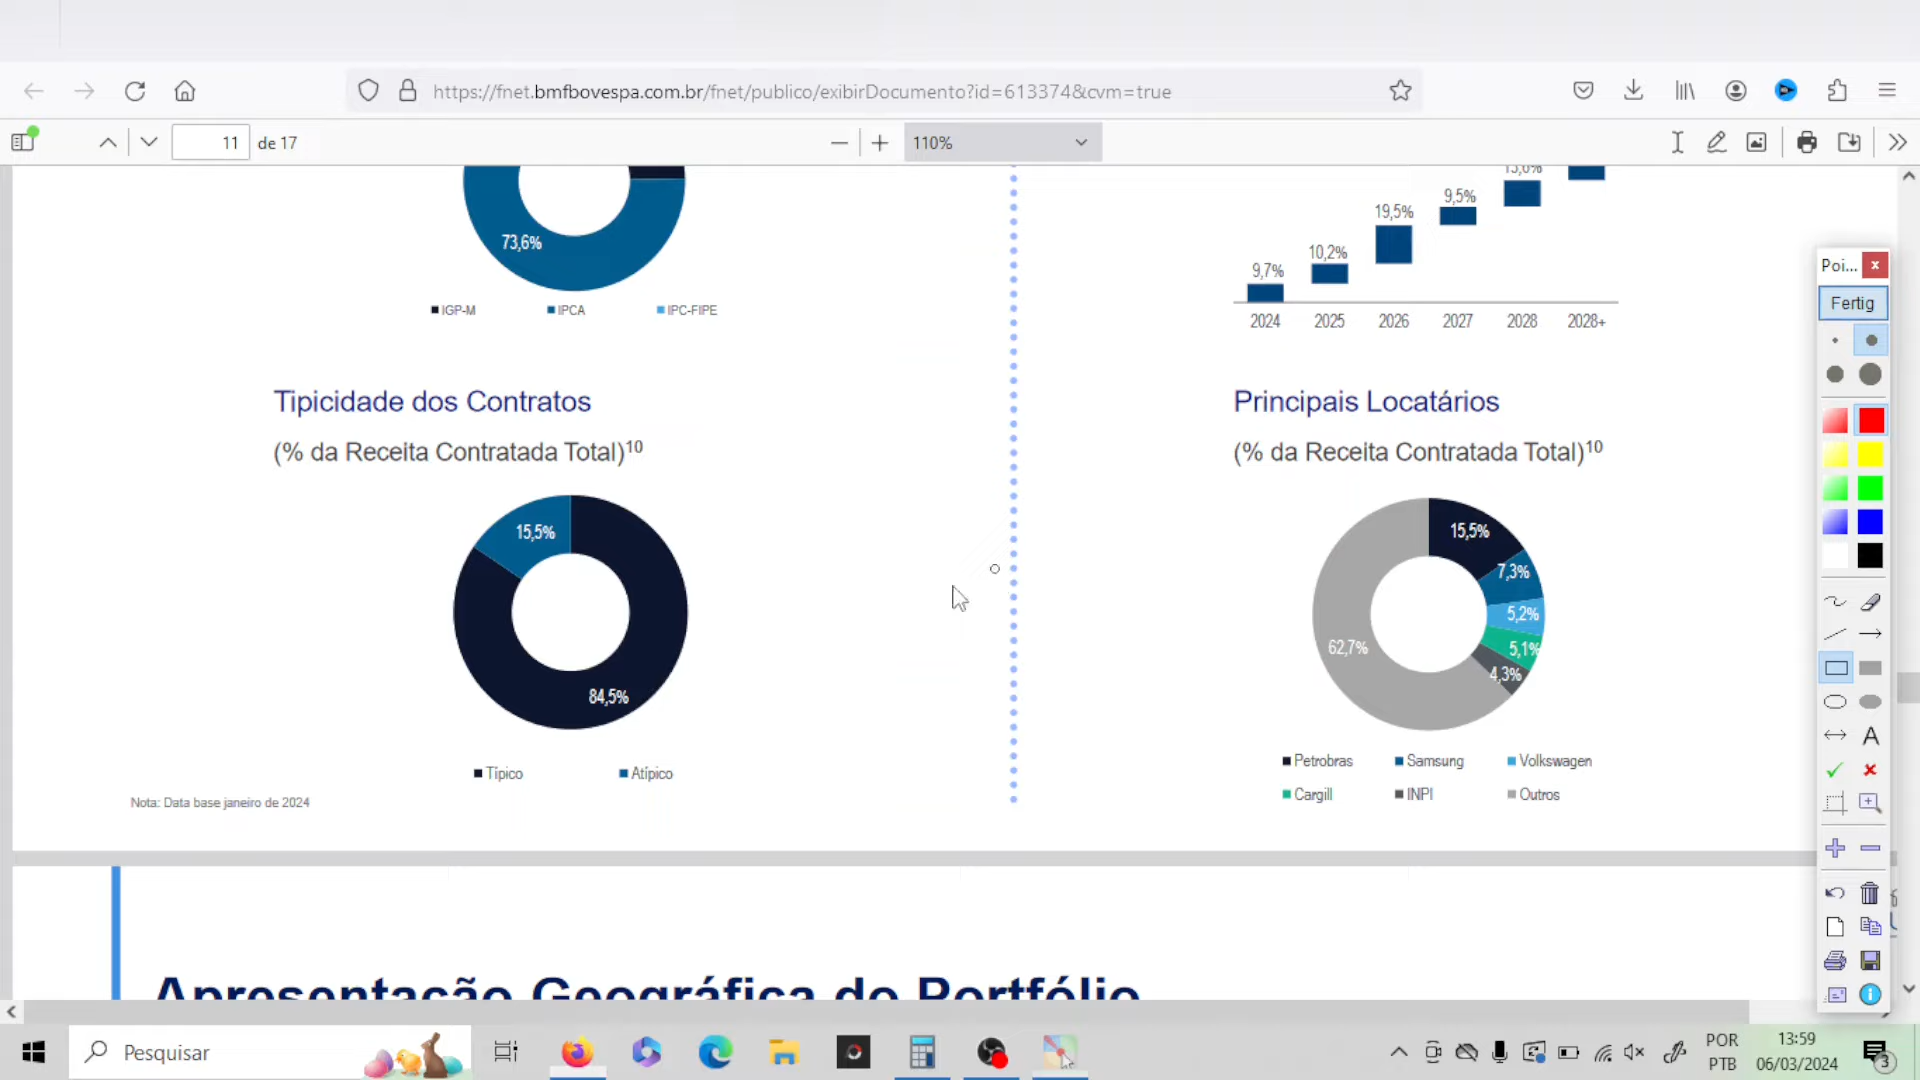 https://fnet.bmfbovespa.com.br/fnet/publico/exibirDocumento?id=613374&cvm=true
11 de 17
110%
73,6%
IGP-M IPCA IPC-FIPE
13,6%
9,5%
19,5%
10,2%
9,7%
2024 2025 2026 2027 2028 2028+
Tipicidade dos Contratos
(% da Receita Contratada Total)10
15,5%
84,5%
Típico Atípico
Nota: Data base janeiro de 2024
Principais Locatários
(% da Receita Contratada Total)10
15,5%
7,3%
5,2%
5,1%
4,3%
62,7%
Petrobras Samsung Volkswagen
Cargill INPI Outros
Apresentação Geográfica do Portfólio
Poi...
Fertig
A
Pesquisar
POR
PTB
13:59
06/03/2024
3